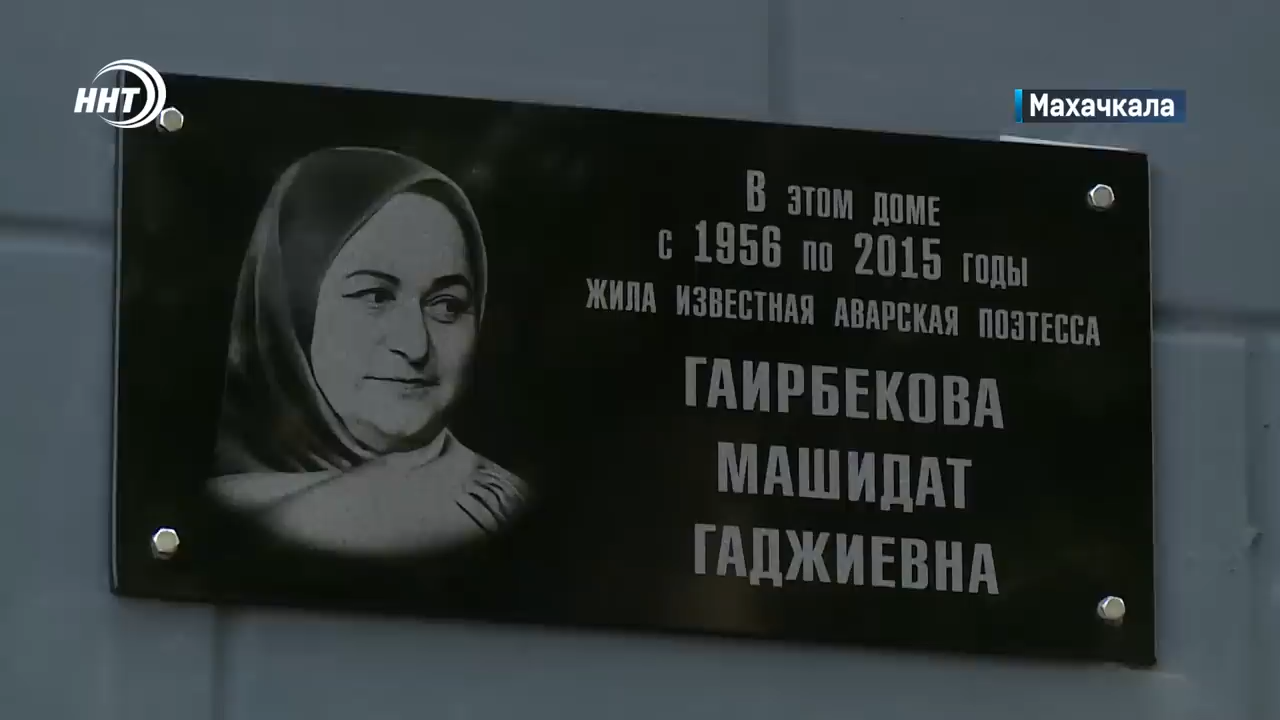 ННТ
Махачкала
В ЭТОМ ДОМЕ
С 1956 ПО 2015 ГОДЫ
ЖИЛА ИЗВЕСТНАЯ АВАРСКАЯ ПОЭТЕССА
ГАИРБЕКОВА
МАШИДАТ
ГАДЖИЕВНА